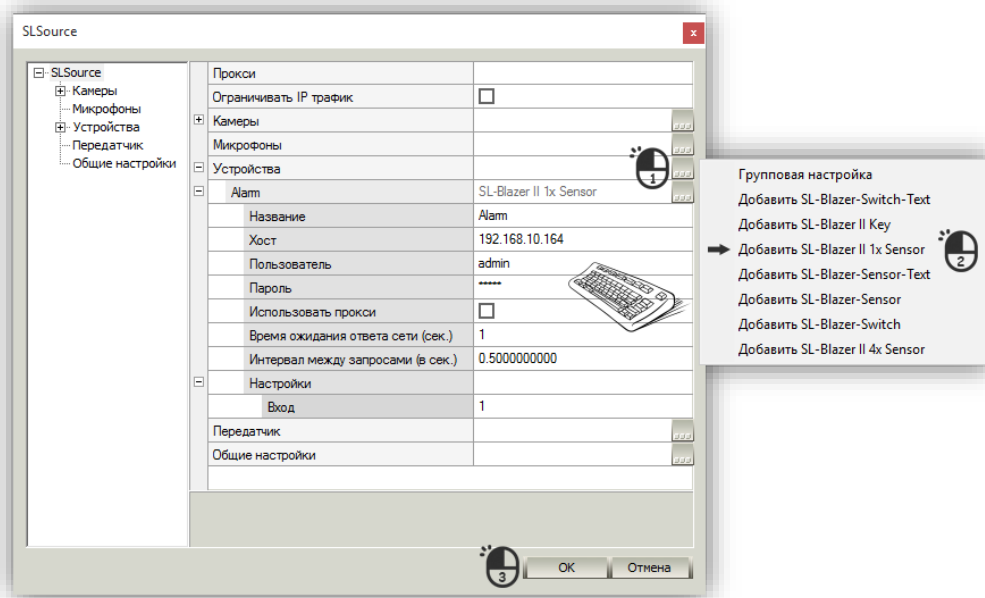 SLSource
x
SLSource
Камеры
Микрофоны
Устройства
Передатчик
Общие настройки
Прокси
Ограничивать IP трафик
Камеры
Микрофоны
Устройства
1
Alarm SL-Blazer II 1x Sensor
Название Alarm
Хост 192.168.10.164
Пользователь admin
Пароль *****
Использовать прокси
Время ожидания ответа сети (сек.) 1
Интервал между запросами (в сек.) 0.5000000000
Настройки
Вход 1
Передатчик
Общие настройки
3
OK Отмена
Групповая настройка
Добавить SL-Blazer-Switch-Text
Добавить SL-Blazer II Key
Добавить SL-Blazer II 1x Sensor
2
Добавить SL-Blazer-Sensor-Text
Добавить SL-Blazer-Sensor
Добавить SL-Blazer-Switch
Добавить SL-Blazer II 4x Sensor